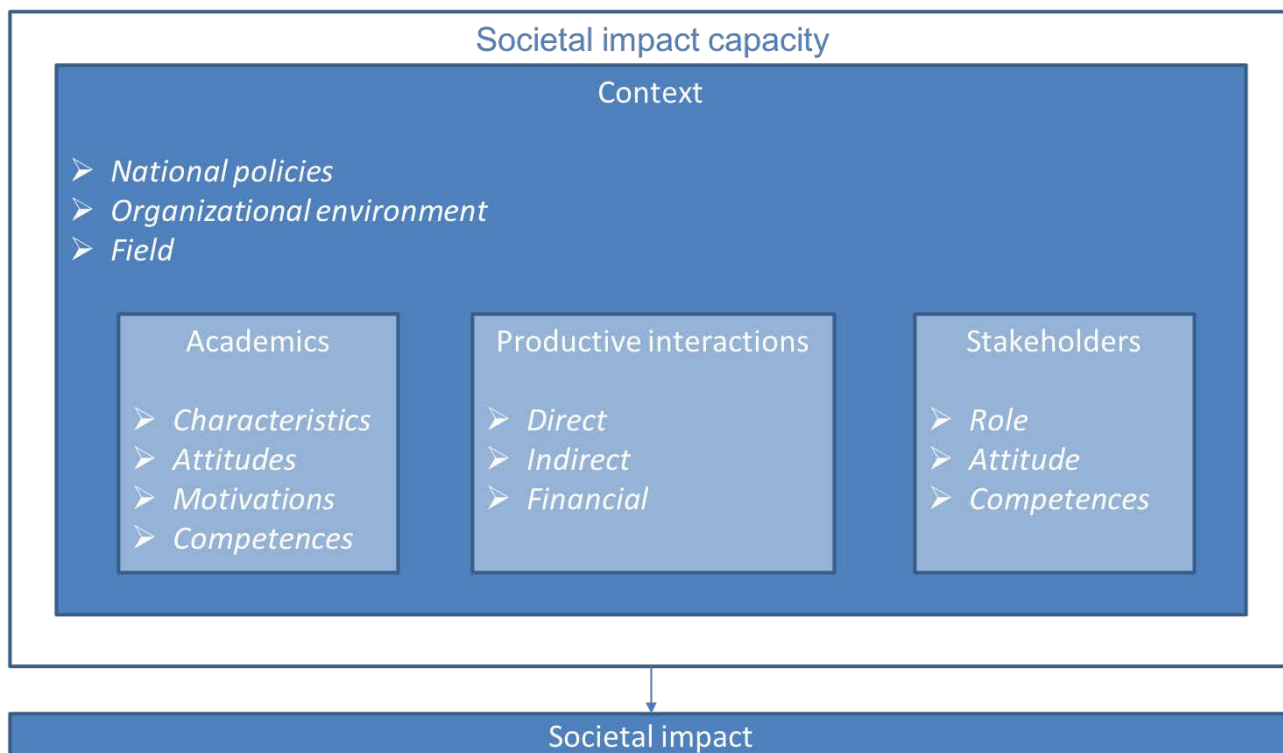 Societal impact capacity
Context
➢ National policies
➢ Organizational environment
➢ Field
Academics
➢ Characteristics
➢ Attitudes
➢ Motivations
➢ Competences
Productive interactions
➢ Direct
➢ Indirect
➢ Financial
Stakeholders
➢ Role
➢ Attitude
➢ Competences
Societal impact